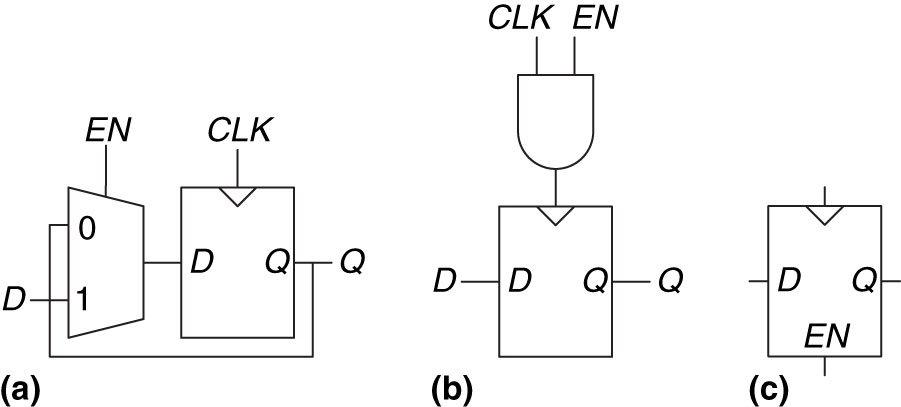 CLK EN
EN CLK
0
D Q Q
D 1
D D Q Q
D Q
EN
(a) (b) (c)